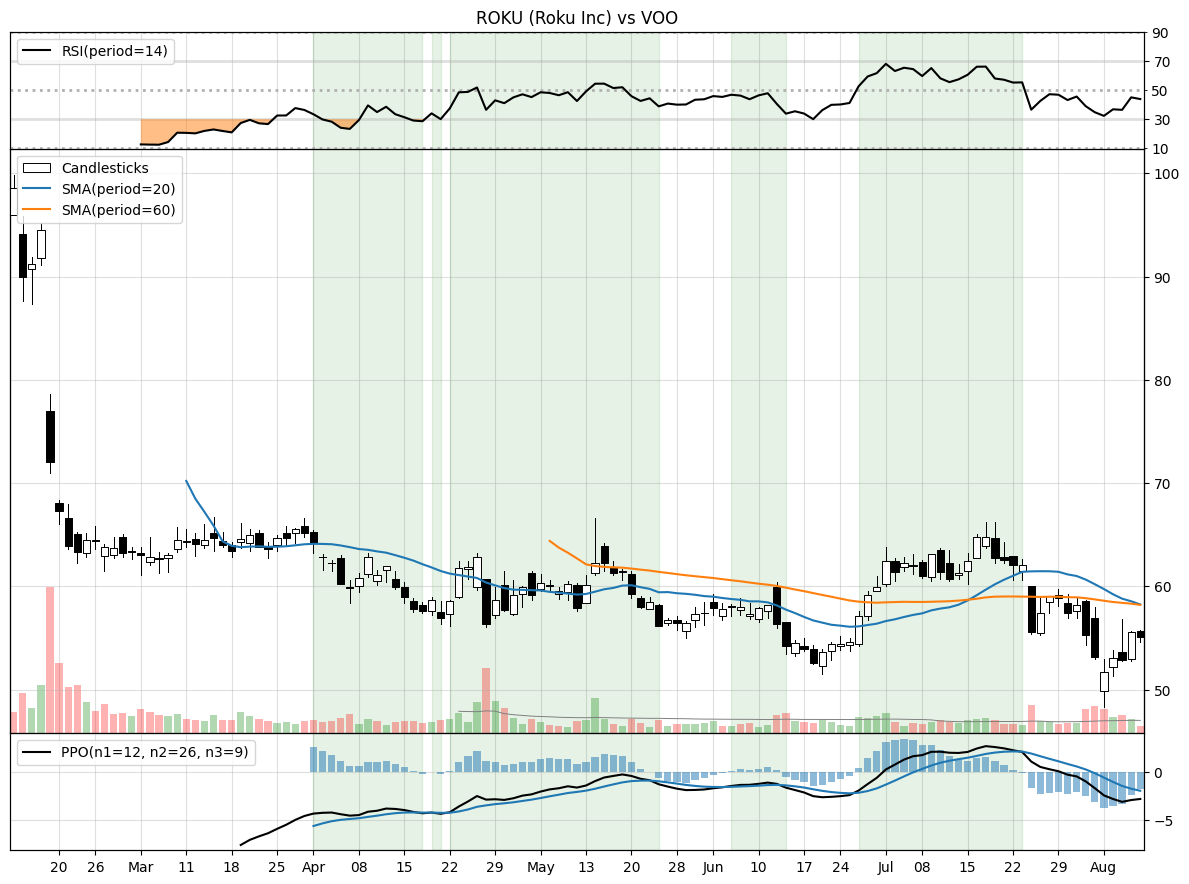 ROKU (Roku Inc) vs VOO
RSI(period=14)
90
70
50
30
10
Candlesticks
SMA(period=20)
SMA(period=60)
100
90
80
70
60
50
PPO(n1=12, n2=26, n3=9)
0
−5
20 26 Mar 11 18 25 Apr 08 15 22 29 May 13 20 28 Jun 10 17 24 Jul 08 15 22 29 Aug